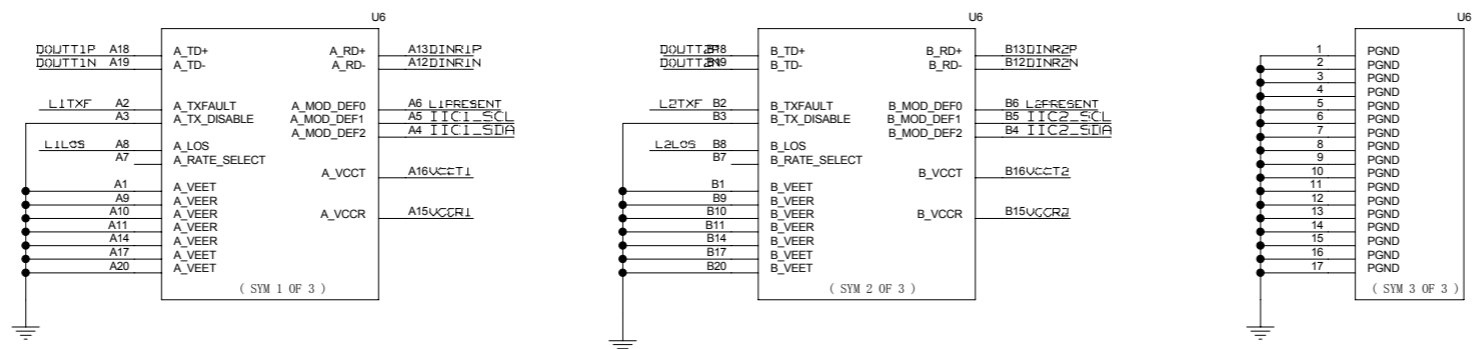 U6
DOUTT1P A18 A_TD+ A_RD+ A13 DINR1P
DOUTT1N A19 A_TD- A_RD- A12 DINR1N
L1TXF A2 A_TXFAULT A_MOD_DEF0 A6 L1PRESENT
A3 A_TX_DISABLE A_MOD_DEF1 A5 IIC1_SCL
A_MOD_DEF2 A4 IIC1_SDA
L1LOS A8 A_LOS
A7 A_RATE_SELECT
A_VCCT A16 VCCT1
A1 A_VEET
A9 A_VEER
A10 A_VEER A_VCCR A15 VCCR1
A11 A_VEER
A14 A_VEER
A17 A_VEET
A20 A_VEET
( SYM 1 OF 3 )
U6
DOUTT2P B18 B_TD+ B_RD+ B13 DINR2P
DOUTT2N B19 B_TD- B_RD- B12 DINR2N
L2TXF B2 B_TXFAULT B_MOD_DEF0 B6 L2PRESENT
B3 B_TX_DISABLE B_MOD_DEF1 B5 IIC2_SCL
B_MOD_DEF2 B4 IIC2_SDA
L2LOS B8 B_LOS
B7 B_RATE_SELECT
B_VCCT B16 VCCT2
B1 B_VEET
B9 B_VEER
B10 B_VEER B_VCCR B15 VCCR2
B11 B_VEER
B14 B_VEER
B17 B_VEET
B20 B_VEET
( SYM 2 OF 3 )
U6
1 PGND
2 PGND
3 PGND
4 PGND
5 PGND
6 PGND
7 PGND
8 PGND
9 PGND
10 PGND
11 PGND
12 PGND
13 PGND
14 PGND
15 PGND
16 PGND
17 PGND
( SYM 3 OF 3 )